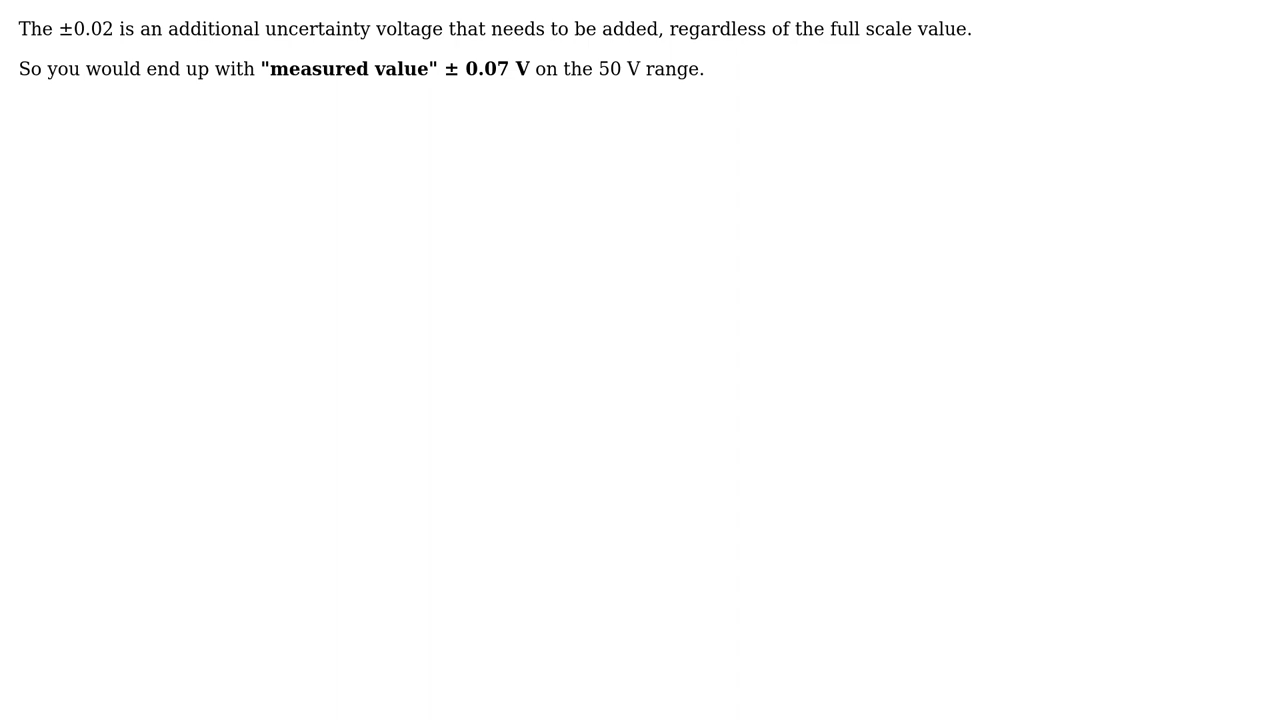 The ±0.02 is an additional uncertainty voltage that needs to be added, regardless of the full scale value.
So you would end up with "measured value" ± 0.07 V on the 50 V range.